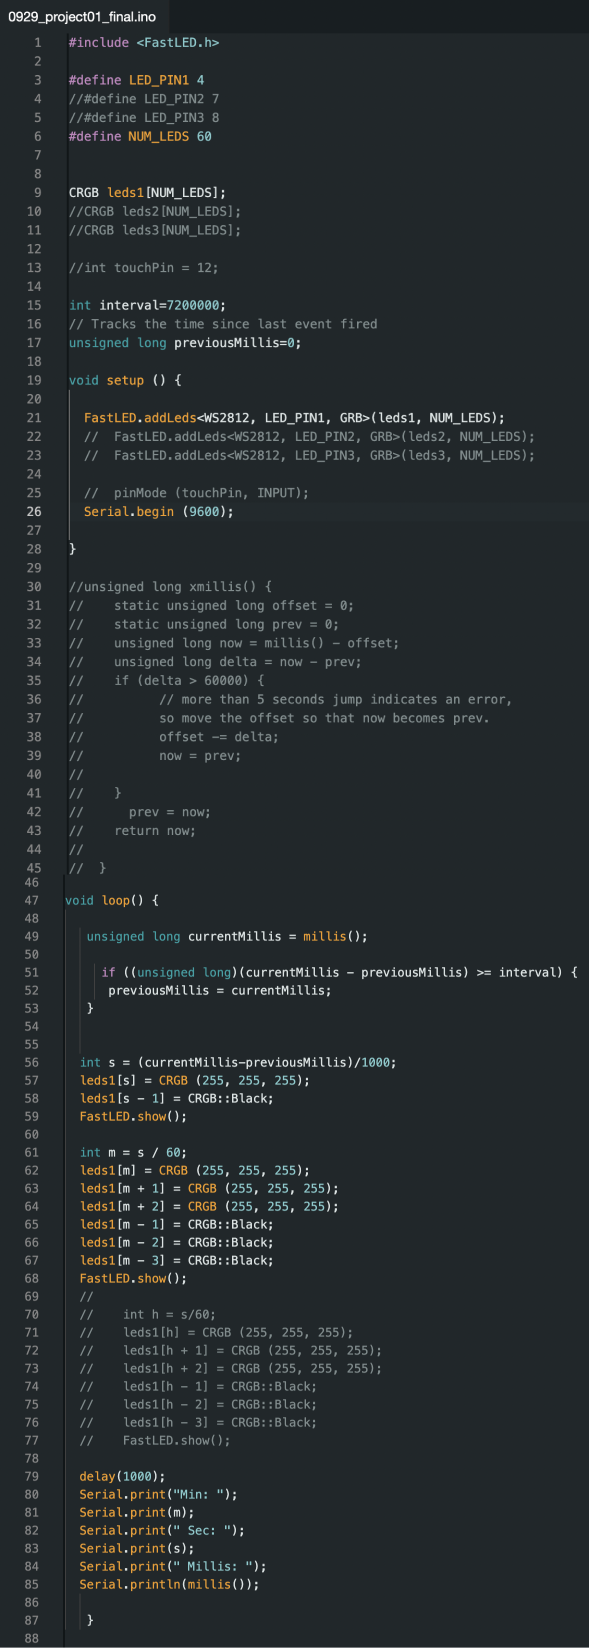 0929_project01_final.ino
1 #include <FastLED.h>
2
3 #define LED_PIN1 4
4 //#define LED_PIN2 7
5 //#define LED_PIN3 8
6 #define NUM_LEDS 60
7
8
9 CRGB leds1[NUM_LEDS];
10 //CRGB leds2[NUM_LEDS];
11 //CRGB leds3[NUM_LEDS];
12
13 //int touchPin = 12;
14
15 int interval=7200000;
16 // Tracks the time since last event fired
17 unsigned long previousMillis=0;
18
19 void setup () {
20
21 FastLED.addLeds<WS2812, LED_PIN1, GRB>(leds1, NUM_LEDS);
22 //  FastLED.addLeds<WS2812, LED_PIN2, GRB>(leds2, NUM_LEDS);
23 //  FastLED.addLeds<WS2812, LED_PIN3, GRB>(leds3, NUM_LEDS);
24
25 //  pinMode (touchPin, INPUT);
26 Serial.begin (9600);
27
28 }
29
30 //unsigned long xmillis() {
31 //    static unsigned long offset = 0;
32 //    static unsigned long prev = 0;
33 //    unsigned long now = millis() - offset;
34 //    unsigned long delta = now - prev;
35 //    if (delta > 60000) {
36 //          // more than 5 seconds jump indicates an error,
37 //          so move the offset so that now becomes prev.
38 //          offset -= delta;
39 //          now = prev;
40 //
41 //    }
42 //      prev = now;
43 //    return now;
44 //
45 //  }
46
47 void loop() {
48
49 unsigned long currentMillis = millis();
50
51 if ((unsigned long)(currentMillis - previousMillis) >= interval) {
52 previousMillis = currentMillis;
53 }
54
55
56 int s = (currentMillis-previousMillis)/1000;
57 leds1[s] = CRGB (255, 255, 255);
58 leds1[s - 1] = CRGB::Black;
59 FastLED.show();
60
61 int m = s / 60;
62 leds1[m] = CRGB (255, 255, 255);
63 leds1[m + 1] = CRGB (255, 255, 255);
64 leds1[m + 2] = CRGB (255, 255, 255);
65 leds1[m - 1] = CRGB::Black;
66 leds1[m - 2] = CRGB::Black;
67 leds1[m - 3] = CRGB::Black;
68 FastLED.show();
69 //
70 //    int h = s/60;
71 //    leds1[h] = CRGB (255, 255, 255);
72 //    leds1[h + 1] = CRGB (255, 255, 255);
73 //    leds1[h + 2] = CRGB (255, 255, 255);
74 //    leds1[h - 1] = CRGB::Black;
75 //    leds1[h - 2] = CRGB::Black;
76 //    leds1[h - 3] = CRGB::Black;
77 //    FastLED.show();
78
79 delay(1000);
80 Serial.print("Min: ");
81 Serial.print(m);
82 Serial.print(" Sec: ");
83 Serial.print(s);
84 Serial.print(" Millis: ");
85 Serial.println(millis());
86
87 }
88